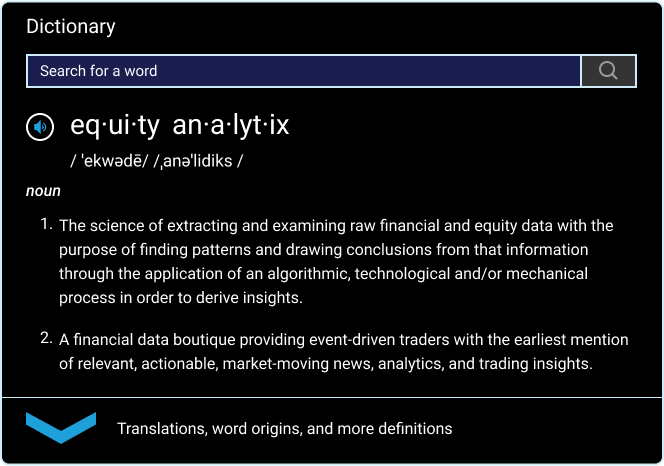 Dictionary
Search for a word
eq·ui·ty an·a·lyt·ix
/ 'ekwədē/ /ˌanə'lidiks /
noun
1. The science of extracting and examining raw financial and equity data with the
purpose of finding patterns and drawing conclusions from that information
through the application of an algorithmic, technological and/or mechanical
process in order to derive insights.
2. A financial data boutique providing event-driven traders with the earliest mention
of relevant, actionable, market-moving news, analytics, and trading insights.
Translations, word origins, and more definitions